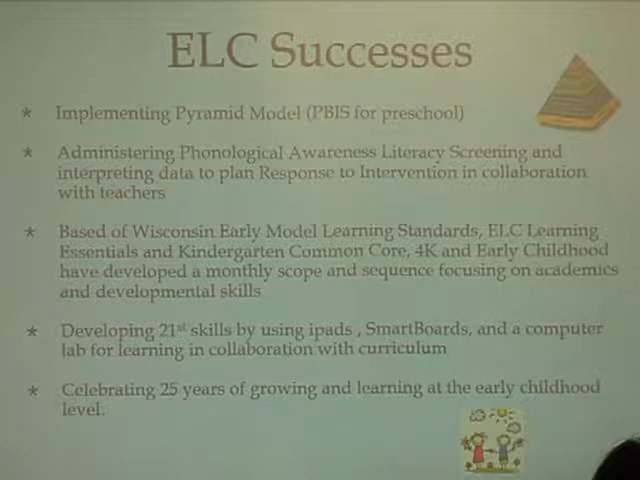 ELC Successes
* Implementing Pyramid Model (PBIS for preschool)
* Administering Phonological Awareness Literacy Screening and
interpreting data to plan Response to Intervention in collaboration
with teachers
* Based of Wisconsin Early Model Learning Standards, ELC Learning
Essentials and Kindergarten Common Core, 4K and Early Childhood
have developed a monthly scope and sequence focusing on academics
and developmental skills
* Developing 21st skills by using ipads , SmartBoards, and a computer
lab for learning in collaboration with curriculum
* Celebrating 25 years of growing and learning at the early childhood
level.